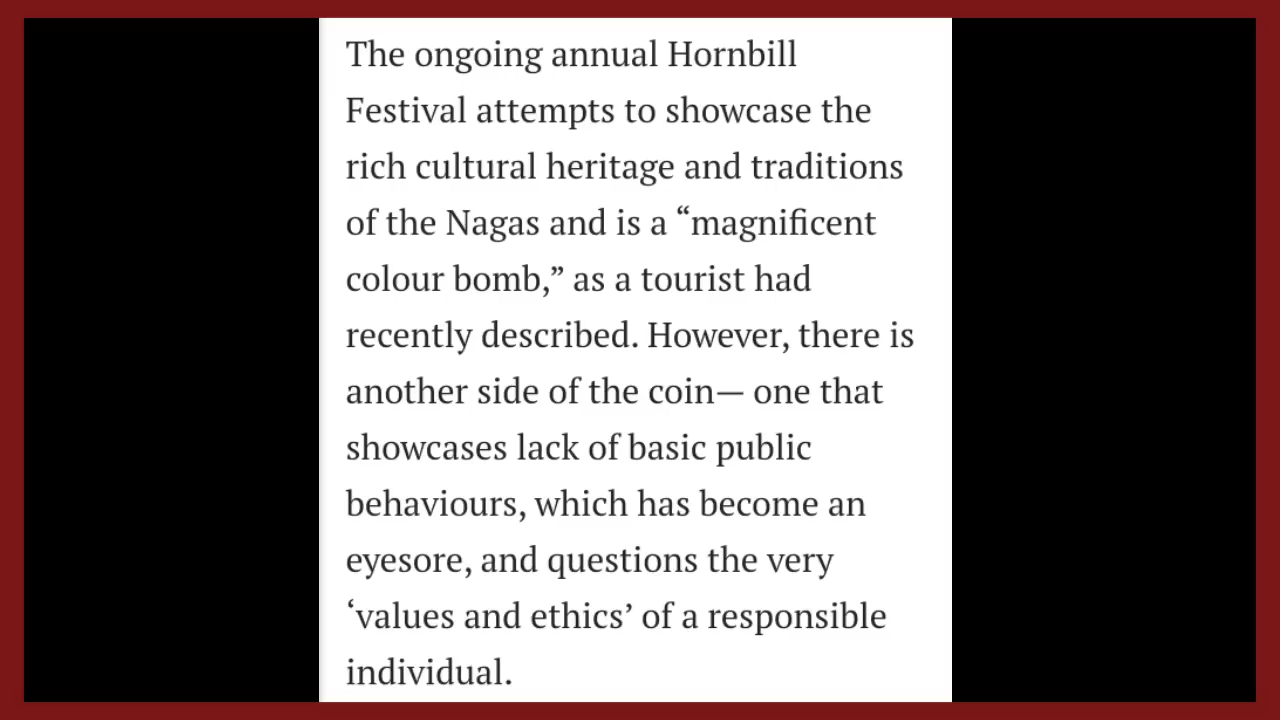 The ongoing annual Hornbill
Festival attempts to showcase the
rich cultural heritage and traditions
of the Nagas and is a “magnificent
colour bomb,” as a tourist had
recently described. However, there is
another side of the coin— one that
showcases lack of basic public
behaviours, which has become an
eyesore, and questions the very
‘values and ethics’ of a responsible
individual.